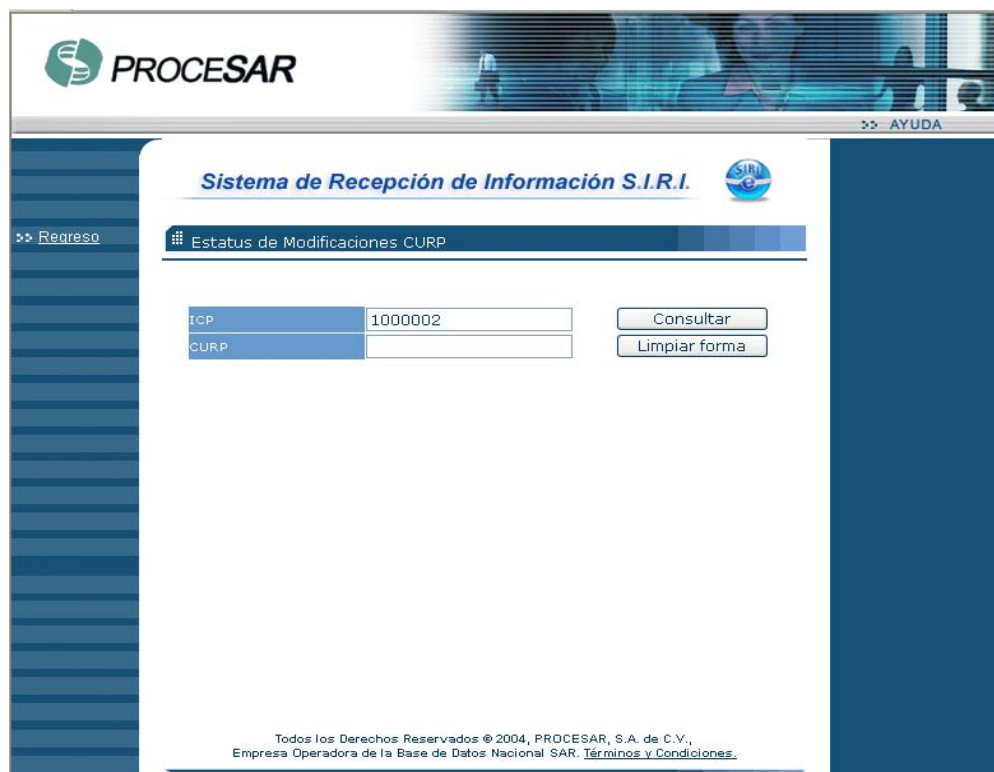 PROCESAR
>> AYUDA
Sistema de Recepción de Información S.I.R.I.
SIRI
e
>> Regreso
Estatus de Modificaciones CURP
ICP 1000002 Consultar
CURP Limpiar forma
Todos los Derechos Reservados © 2004, PROCESAR, S.A. de C.V.,
Empresa Operadora de la Base de Datos Nacional SAR. Términos y Condiciones.